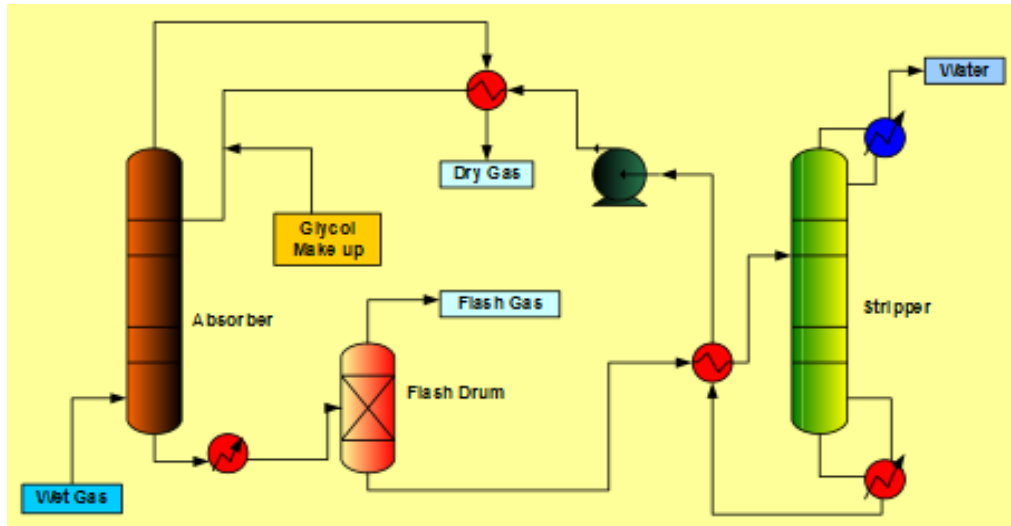 Water
Dry Gas
Glycol
Make up
Flash Gas
Absorber
Stripper
Flash Drum
Wet Gas